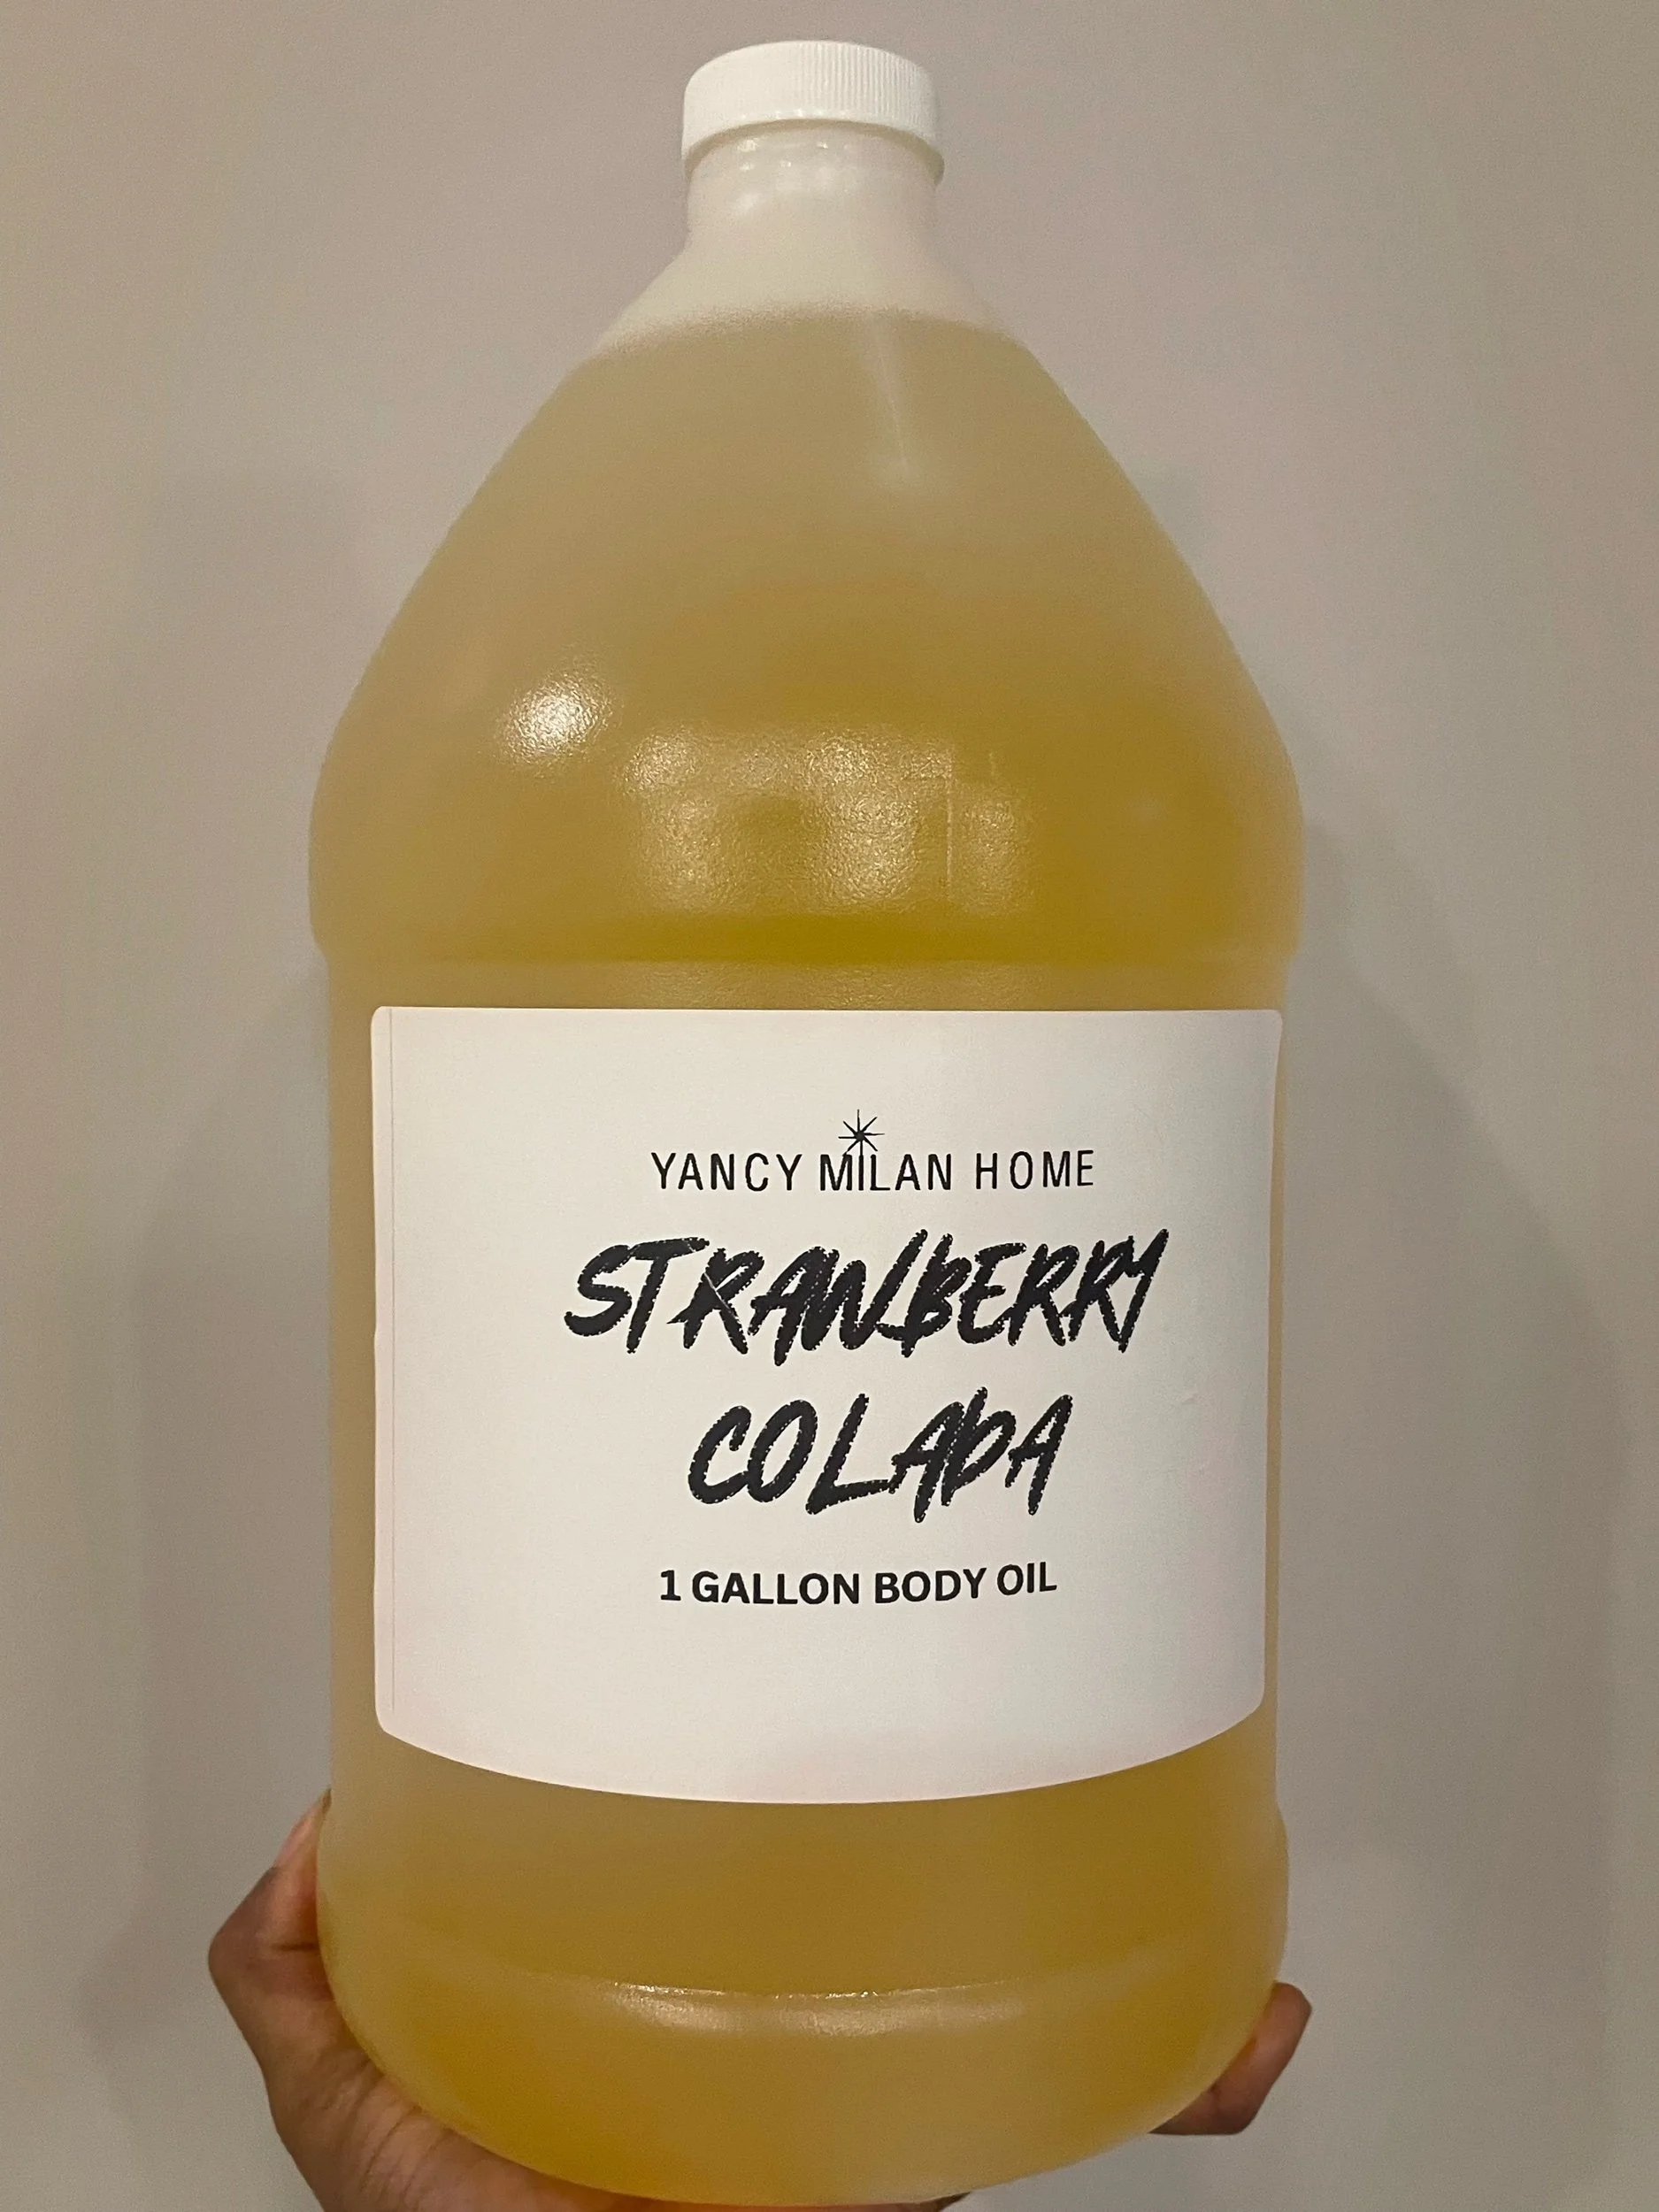 YANCY MILAN HOME
STRAWBERRY
COLADA
1 GALLON BODY OIL